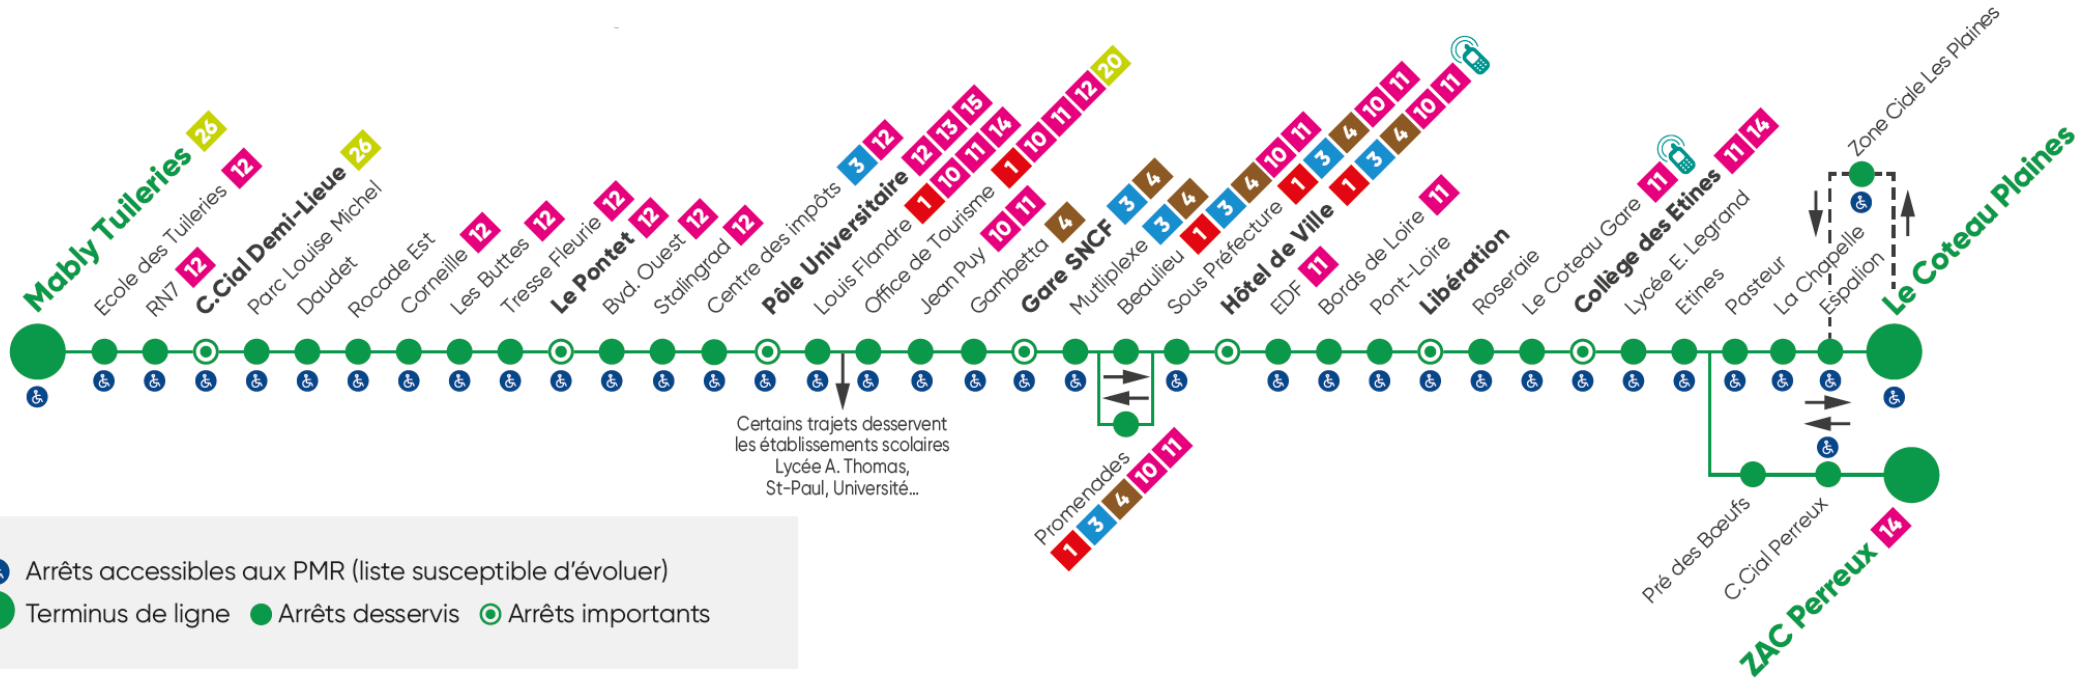 Mably Tuileries 26
Ecole des Tuileries 12
RN7 12
C.Cial Demi-Lieue 26
Parc Louise Michel
Daudet
Rocade Est
Corneille 12
Les Buttes 12
Tresse Fleurie 12
Le Pontet 12
Bvd. Ouest 12
Stalingrad 12
Centre des impôts 3 12
Pôle Universitaire 12 13 15
Louis Flandre 1 10 11 14
Office de Tourisme 1 10 11 12 20
Jean Puy 10 11
Gambetta 4
Gare SNCF 3 4
Mutliplexe 3 4
Beaulieu 1 3 4 10 11
Sous Préfecture 1 3 4 10 11
Hôtel de Ville 1 3 4 10 11
EDF 11
Bords de Loire 11
Pont-Loire
Libération
Roseraie
Le Coteau Gare 11
Collège des Etines 11 14
Lycée E. Legrand
Etines
Pasteur
La Chapelle
Espalion
Zone Ciale Les Plaines
Le Coteau Plaines
Certains trajets desservent
les établissements scolaires
Lycée A. Thomas,
St-Paul, Université...
Promenades
1 3 4 10 11
Pré des Bœufs
C.Cial Perreux
ZAC Perreux 14
Arrêts accessibles aux PMR (liste susceptible d'évoluer)
Terminus de ligne Arrêts desservis Arrêts importants